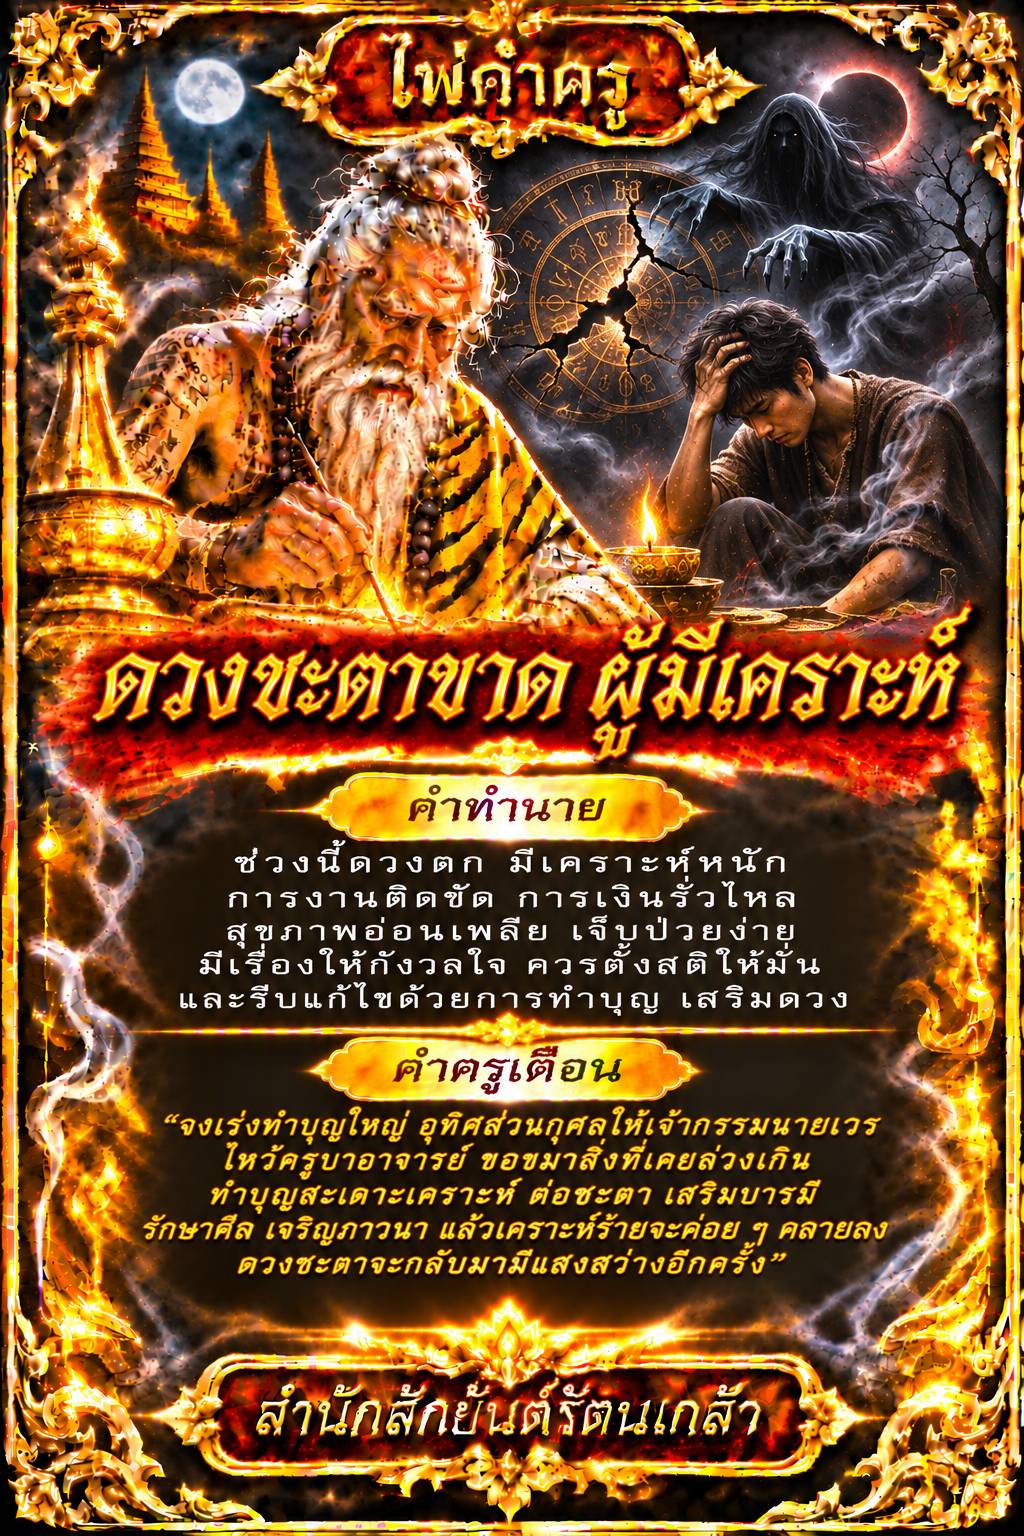 ไพ่คำครู
ดวงชะตาขาด ผู้มีเคราะห์
คำทำนาย
ช่วงนี้ดวงตก มีเคราะห์หนัก
การงานติดขัด การเงินรั่วไหล
สุขภาพอ่อนเพลีย เจ็บป่วยง่าย
มีเรื่องให้กังวลใจ ควรตั้งสติให้มั่น
และรีบแก้ไขด้วยการทำบุญ เสริมดวง
คำครูเตือน
“จงเร่งทำบุญใหญ่ อุทิศส่วนกุศลให้เจ้ากรรมนายเวร
ไหว้ครูบาอาจารย์ ขอขมาสิ่งที่เคยล่วงเกิน
ทำบุญสะเดาะเคราะห์ ต่อชะตา เสริมบารมี
รักษาศีล เจริญภาวนา แล้วเคราะห์ร้ายจะค่อย ๆ คลายลง
ดวงชะตาจะกลับมามีแสงสว่างอีกครั้ง”
สำนักสักยันต์รัตนเกล้า